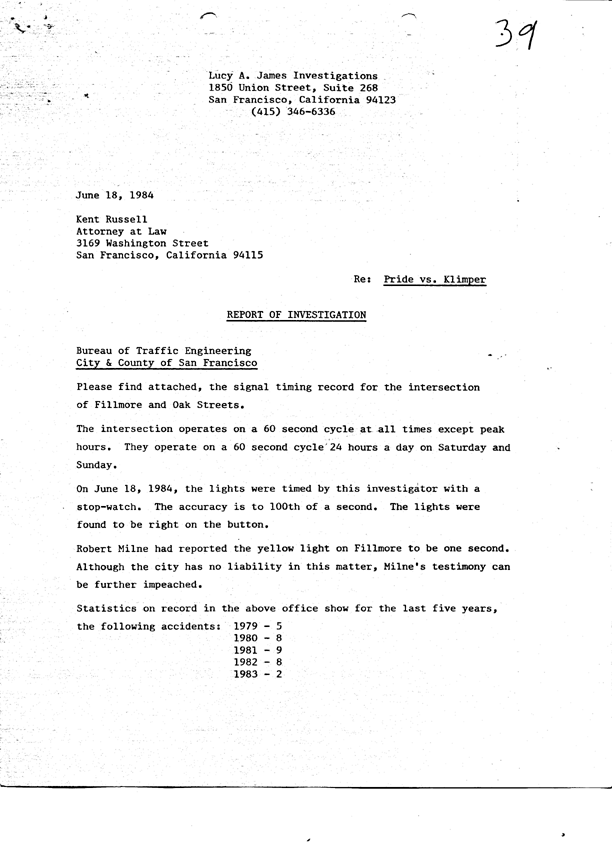 39
Lucy A. James Investigations
1850 Union Street, Suite 268
San Francisco, California 94123
(415) 346-6336
June 18, 1984
Kent Russell
Attorney at Law
3169 Washington Street
San Francisco, California 94115
Re: Pride vs. Klimper
REPORT OF INVESTIGATION
Bureau of Traffic Engineering
City & County of San Francisco
Please find attached, the signal timing record for the intersection
of Fillmore and Oak Streets.
The intersection operates on a 60 second cycle at all times except peak
hours. They operate on a 60 second cycle 24 hours a day on Saturday and
Sunday.
On June 18, 1984, the lights were timed by this investigator with a
stop-watch. The accuracy is to 100th of a second. The lights were
found to be right on the button.
Robert Milne had reported the yellow light on Fillmore to be one second.
Although the city has no liability in this matter, Milne's testimony can
be further impeached.
Statistics on record in the above office show for the last five years,
the following accidents: 1979 - 5
1980 - 8
1981 - 9
1982 - 8
1983 - 2